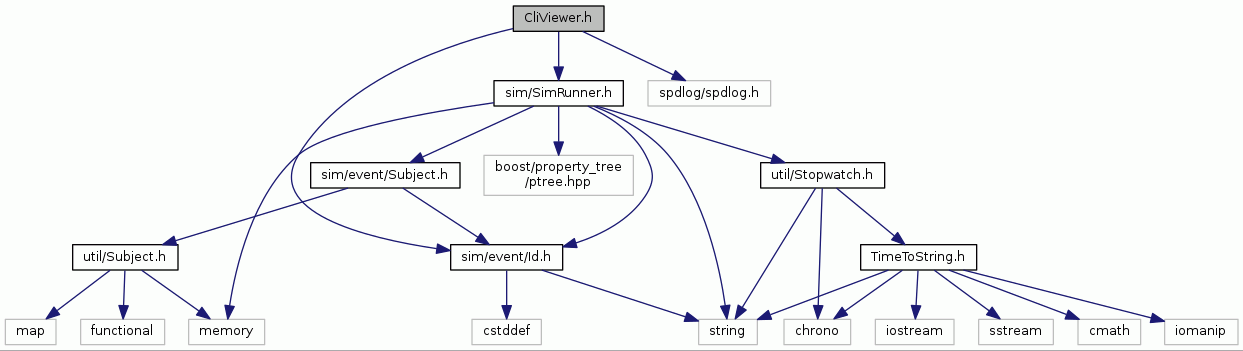 CliViewer.h
sim/SimRunner.h
spdlog/spdlog.h
sim/event/Subject.h
boost/property_tree
/ptree.hpp
util/Stopwatch.h
util/Subject.h
sim/event/Id.h
TimeToString.h
map
functional
memory
cstddef
string
chrono
iostream
sstream
cmath
iomanip